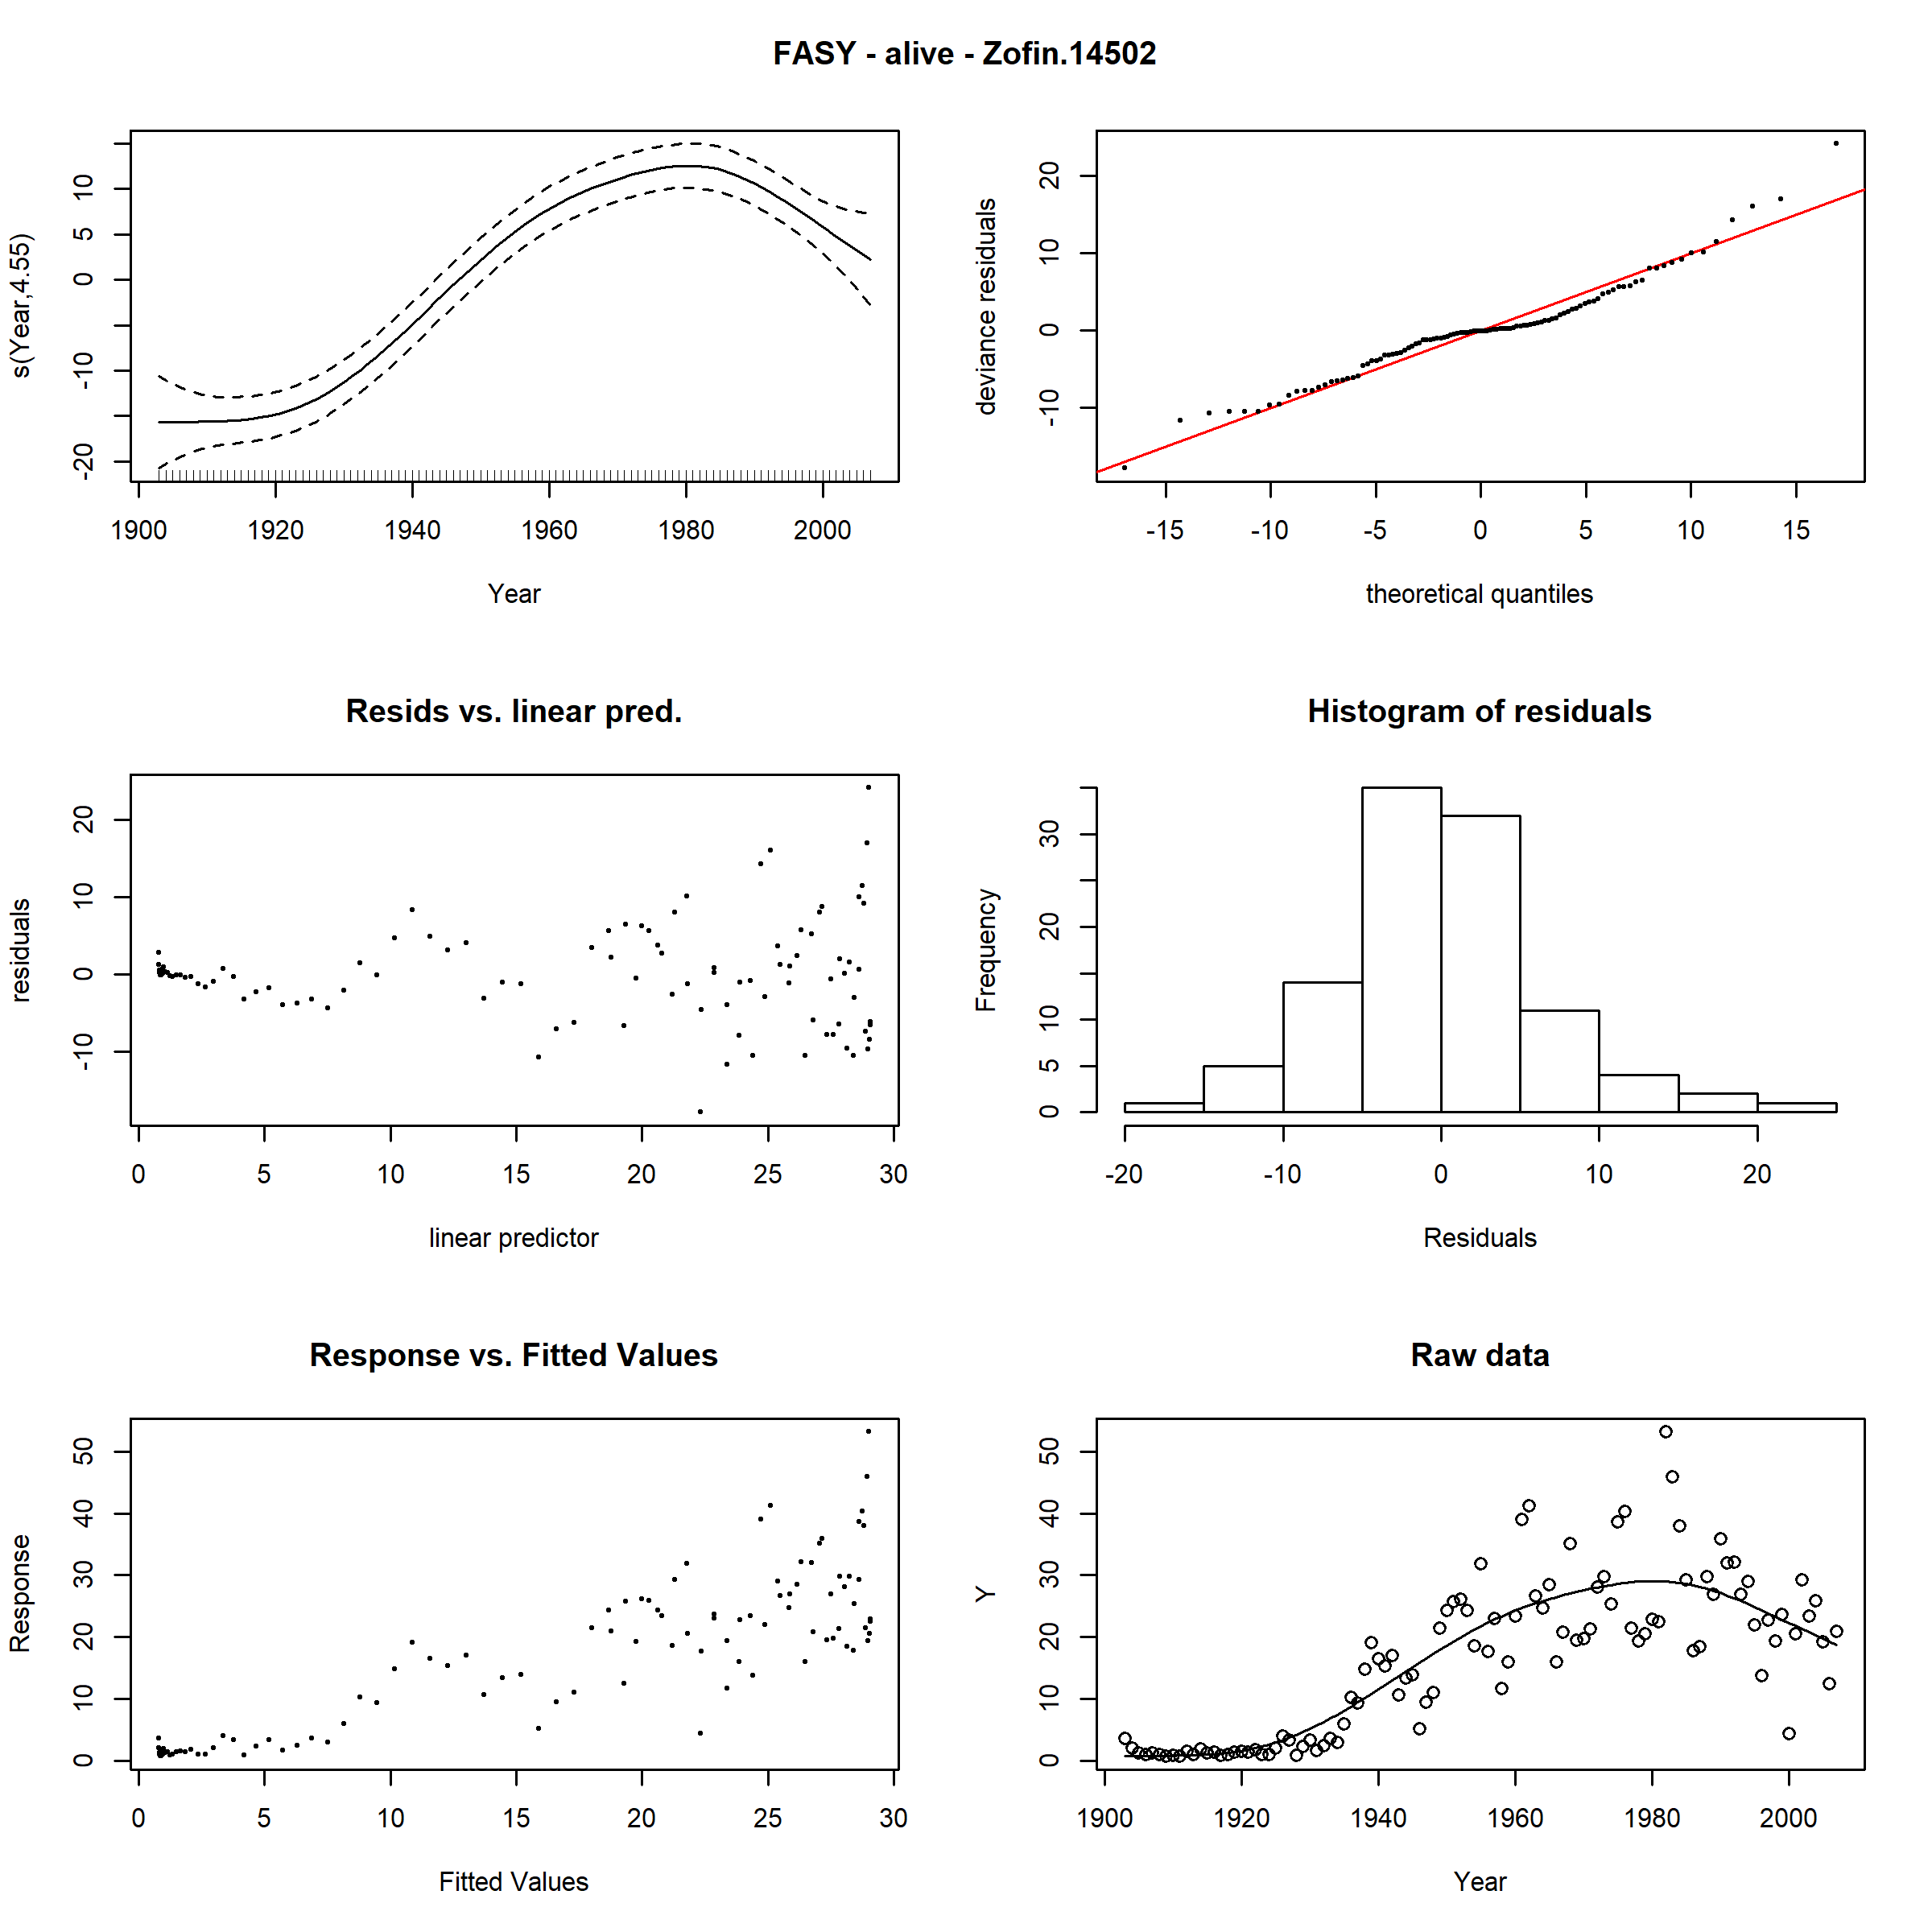 FASY - alive - Zofin.14502
s(Year,4.55)
-20 -10 0 5 10
1900 1920 1940 1960 1980 2000
Year
deviance residuals
-10 0 10 20
-15 -10 -5 0 5 10 15
theoretical quantiles
Resids vs. linear pred.
residuals
-10 0 10 20
0 5 10 15 20 25 30
linear predictor
Histogram of residuals
Frequency
0 5 10 20 30
-20 -10 0 10 20
Residuals
Response vs. Fitted Values
Response
0 10 20 30 40 50
0 5 10 15 20 25 30
Fitted Values
Raw data
Y
0 10 20 30 40 50
1900 1920 1940 1960 1980 2000
Year